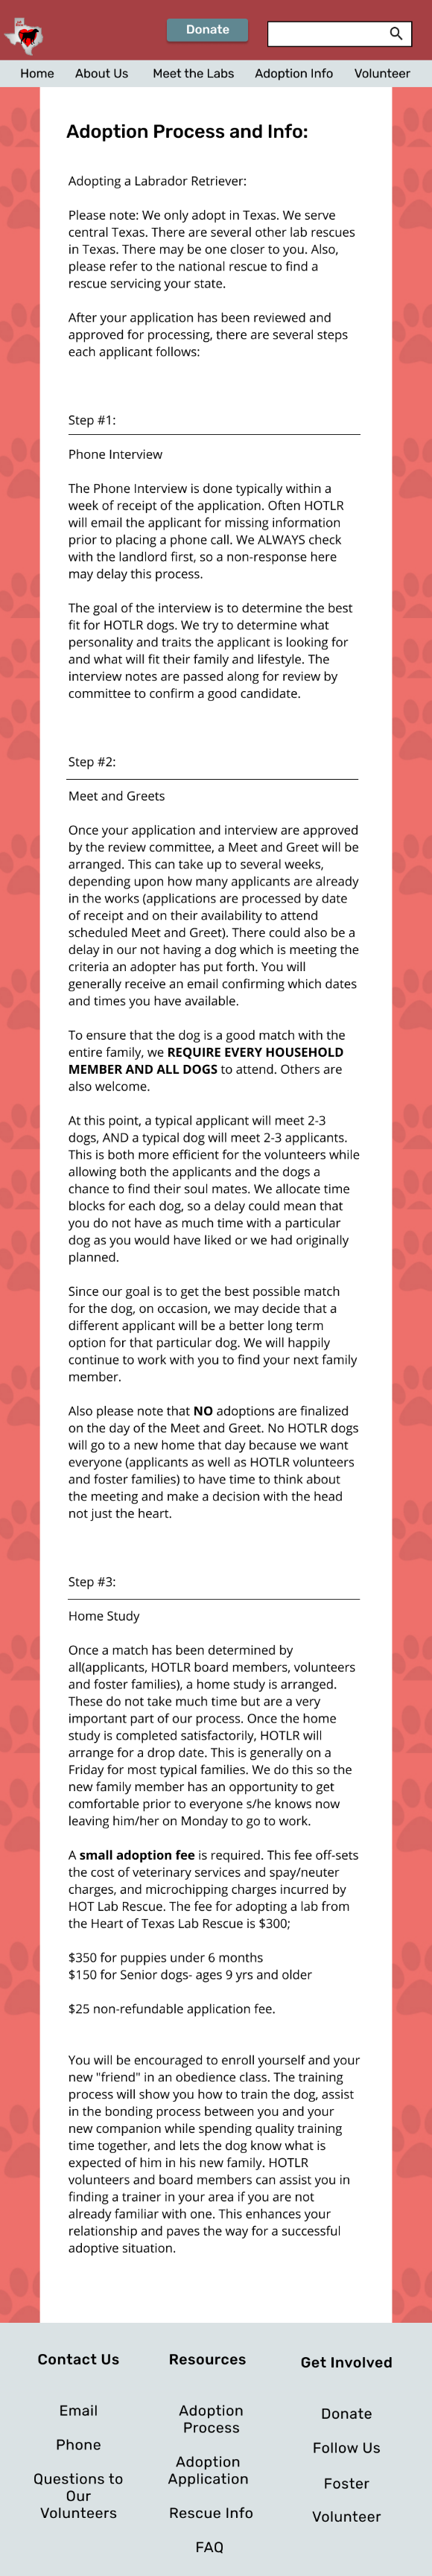 Donate
Home About Us Meet the Labs Adoption Info Volunteer
Adoption Process and Info:
Adopting a Labrador Retriever:
Please note: We only adopt in Texas. We serve
central Texas. There are several other lab rescues
in Texas. There may be one closer to you. Also,
please refer to the national rescue to find a
rescue servicing your state.
After your application has been reviewed and
approved for processing, there are several steps
each applicant follows:
Step #1:
Phone Interview
The Phone Interview is done typically within a
week of receipt of the application. Often HOTLR
will email the applicant for missing information
prior to placing a phone call. We ALWAYS check
with the landlord first, so a non-response here
may delay this process.
The goal of the interview is to determine the best
fit for HOTLR dogs. We try to determine what
personality and traits the applicant is looking for
and what will fit their family and lifestyle. The
interview notes are passed along for review by
committee to confirm a good candidate.
Step #2:
Meet and Greets
Once your application and interview are approved
by the review committee, a Meet and Greet will be
arranged. This can take up to several weeks,
depending upon how many applicants are already
in the works (applications are processed by date
of receipt and on their availability to attend
scheduled Meet and Greet). There could also be a
delay in our not having a dog which is meeting the
criteria an adopter has put forth. You will
generally receive an email confirming which dates
and times you have available.
To ensure that the dog is a good match with the
entire family, we REQUIRE EVERY HOUSEHOLD
MEMBER AND ALL DOGS to attend. Others are
also welcome.
At this point, a typical applicant will meet 2-3
dogs, AND a typical dog will meet 2-3 applicants.
This is both more efficient for the volunteers while
allowing both the applicants and the dogs a
chance to find their soul mates. We allocate time
blocks for each dog, so a delay could mean that
you do not have as much time with a particular
dog as you would have liked or we had originally
planned.
Since our goal is to get the best possible match
for the dog, on occasion, we may decide that a
different applicant will be a better long term
option for that particular dog. We will happily
continue to work with you to find your next family
member.
Also please note that NO adoptions are finalized
on the day of the Meet and Greet. No HOTLR dogs
will go to a new home that day because we want
everyone (applicants as well as HOTLR volunteers
and foster families) to have time to think about
the meeting and make a decision with the head
not just the heart.
Step #3:
Home Study
Once a match has been determined by
all(applicants, HOTLR board members, volunteers
and foster families), a home study is arranged.
These do not take much time but are a very
important part of our process. Once the home
study is completed satisfactorily, HOTLR will
arrange for a drop date. This is generally on a
Friday for most typical families. We do this so the
new family member has an opportunity to get
comfortable prior to everyone s/he knows now
leaving him/her on Monday to go to work.
A small adoption fee is required. This fee off-sets
the cost of veterinary services and spay/neuter
charges, and microchipping charges incurred by
HOT Lab Rescue. The fee for adopting a lab from
the Heart of Texas Lab Rescue is $300;
$350 for puppies under 6 months
$150 for Senior dogs- ages 9 yrs and older
$25 non-refundable application fee.
You will be encouraged to enroll yourself and your
new "friend" in an obedience class. The training
process will show you how to train the dog, assist
in the bonding process between you and your
new companion while spending quality training
time together, and lets the dog know what is
expected of him in his new family. HOTLR
volunteers and board members can assist you in
finding a trainer in your area if you are not
already familiar with one. This enhances your
relationship and paves the way for a successful
adoptive situation.
Contact Us
Email
Phone
Questions to
Our
Volunteers
Resources
Adoption
Process
Adoption
Application
Rescue Info
FAQ
Get Involved
Donate
Follow Us
Foster
Volunteer